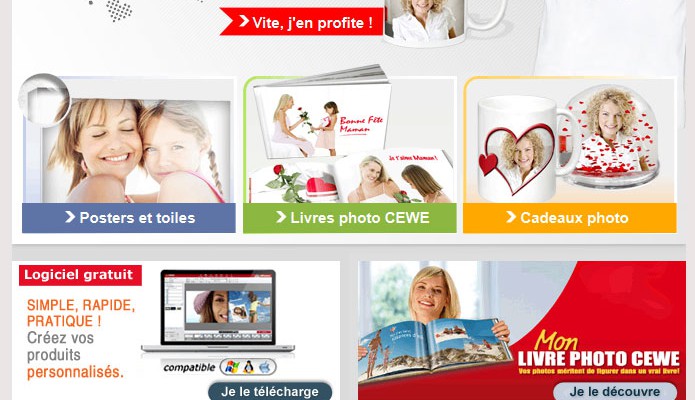 Vite, j'en profite !
Bonne Fête
Maman
Je t'aime Maman!
Posters et toiles
Livres photo CEWE
Cadeaux photo
Logiciel gratuit
SIMPLE, RAPIDE,
PRATIQUE !
Créez vos
produits
personnalisés.
compatible
Je le télécharge
Mon
LIVRE PHOTO CEWE
Vos photos méritent de figurer dans un vrai livre!
Je le découvre